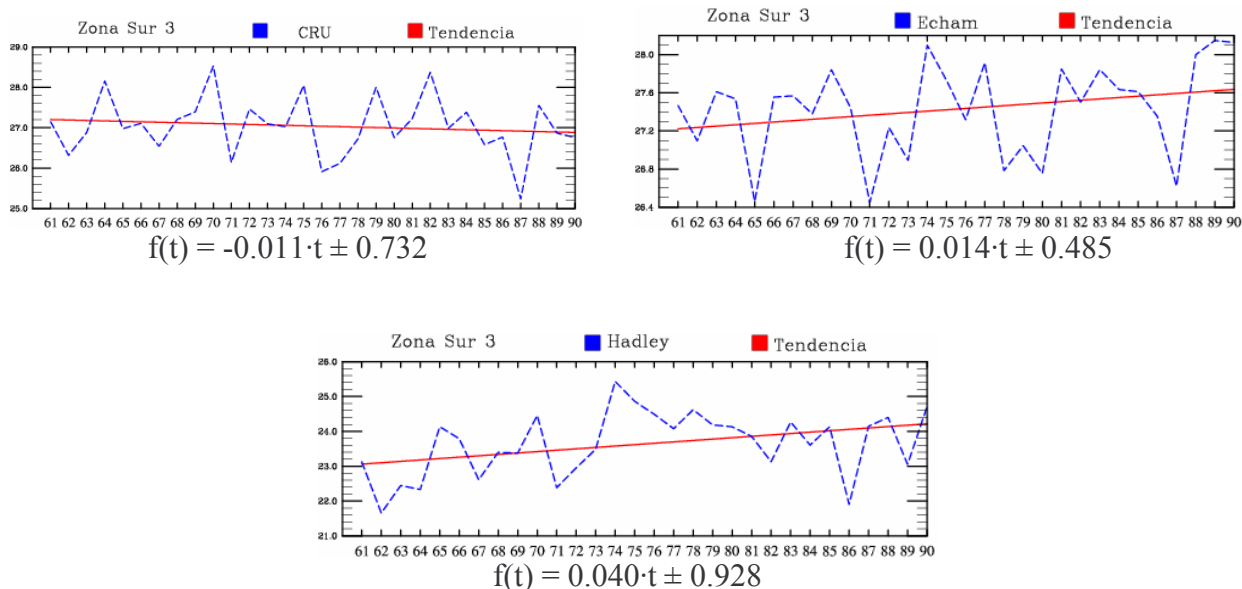 Zona Sur 3 CRU Tendencia
29.0
28.0
27.0
26.0
25.0
61 62 63 64 65 66 67 68 69 70 71 72 73 74 75 76 77 78 79 80 81 82 83 84 85 86 87 88 89 90
f(t) = -0.011·t ± 0.732
Zona Sur 3 Echam Tendencia
28.0
27.6
27.2
26.8
26.4
61 62 63 64 65 66 67 68 69 70 71 72 73 74 75 76 77 78 79 80 81 82 83 84 85 86 87 88 89 90
f(t) = 0.014·t ± 0.485
Zona Sur 3 Hadley Tendencia
26.0
25.0
24.0
23.0
22.0
21.0
61 62 63 64 65 66 67 68 69 70 71 72 73 74 75 76 77 78 79 80 81 82 83 84 85 86 87 88 89 90
f(t) = 0.040·t ± 0.928